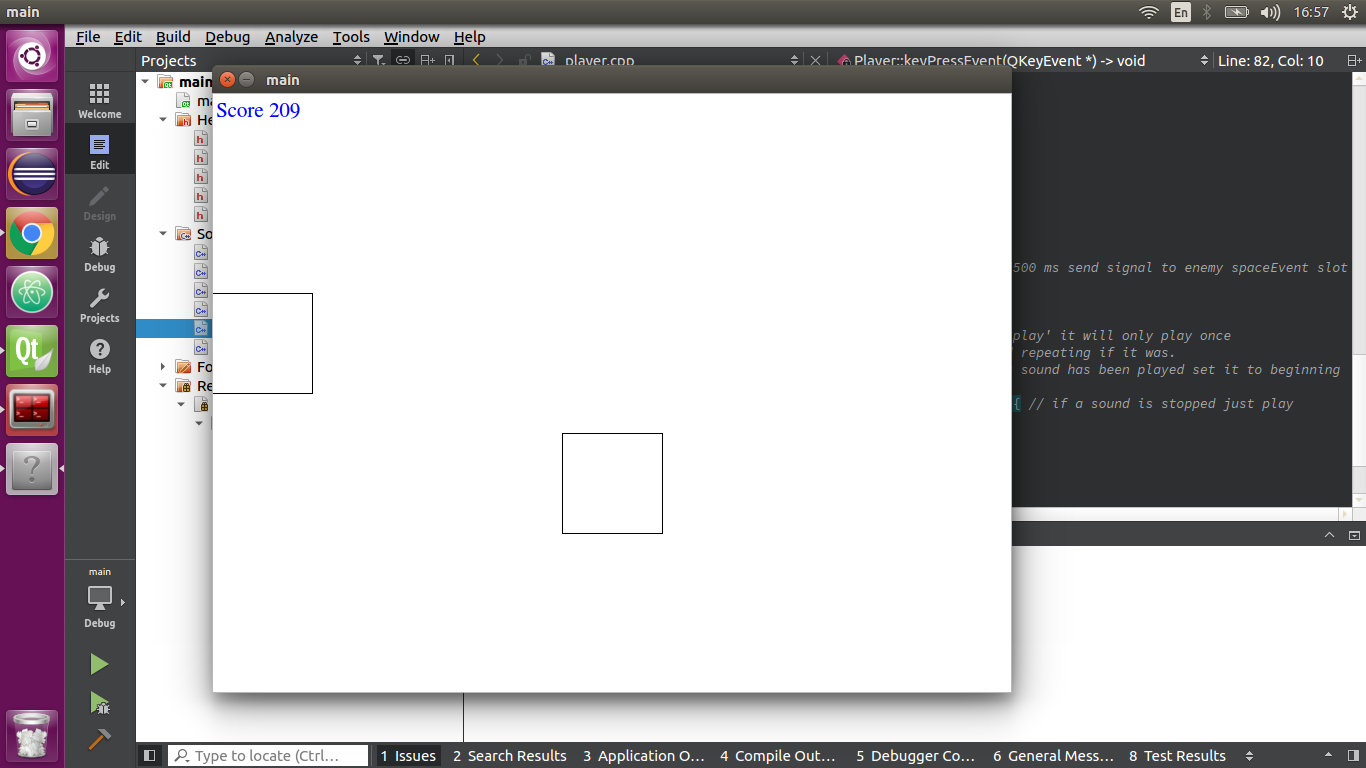 main
En
16:57
File Edit Build Debug Analyze Tools Window Help
Projects
player.cpp
Player::keyPressEvent(QKeyEvent *) -> void
Line: 82, Col: 10
main
main
Score 209
Welcome
Edit
Design
Debug
Projects
Help
ma
He
So
Fo
Re
500 ms send signal to enemy spaceEvent slot
play' it will only play once
repeating if it was.
sound has been played set it to beginning
{ // if a sound is stopped just play
main
Debug
Type to locate (Ctrl...
1 Issues
2 Search Results
3 Application O...
4 Compile Out...
5 Debugger Co...
6 General Mess...
8 Test Results